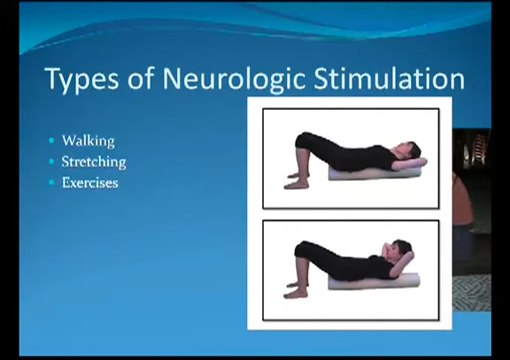 Types of Neurologic Stimulation
Walking
Stretching
Exercises